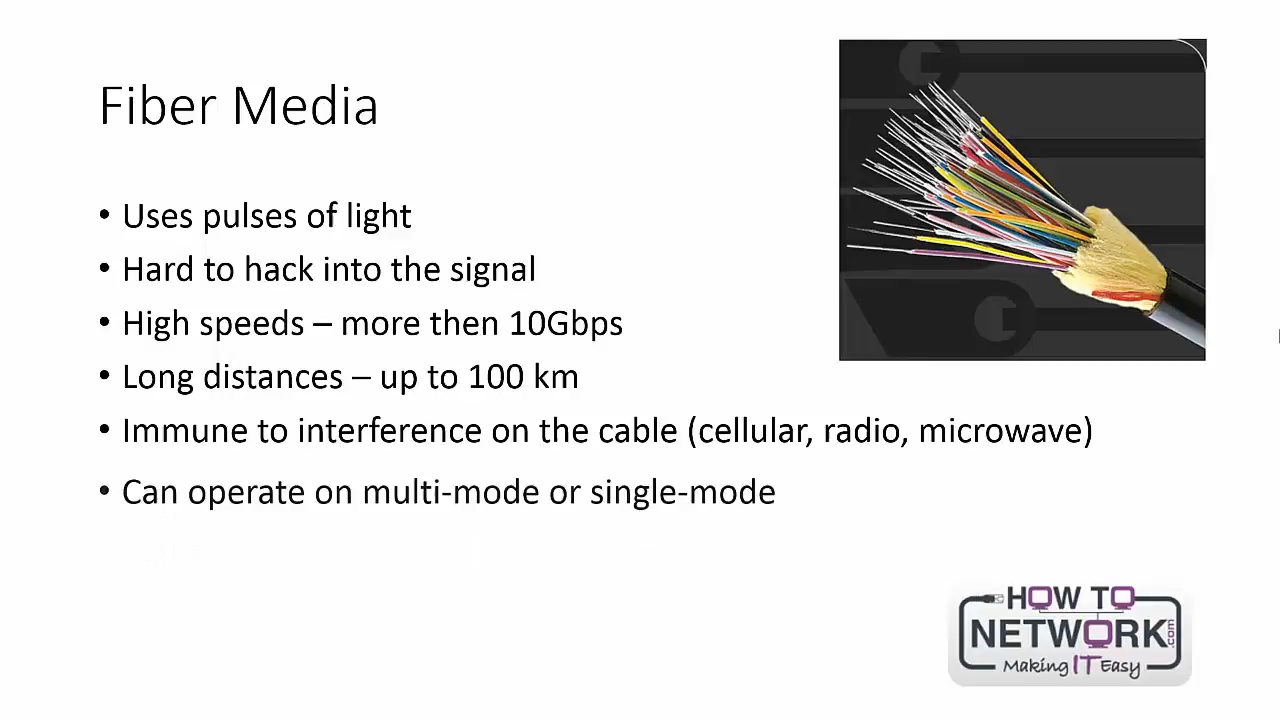 Fiber Media
• Uses pulses of light
• Hard to hack into the signal
• High speeds – more then 10Gbps
• Long distances – up to 100 km
• Immune to interference on the cable (cellular, radio, microwave)
• Can operate on multi-mode or single-mode
HOW TO
NETWORK.com
Making IT Easy